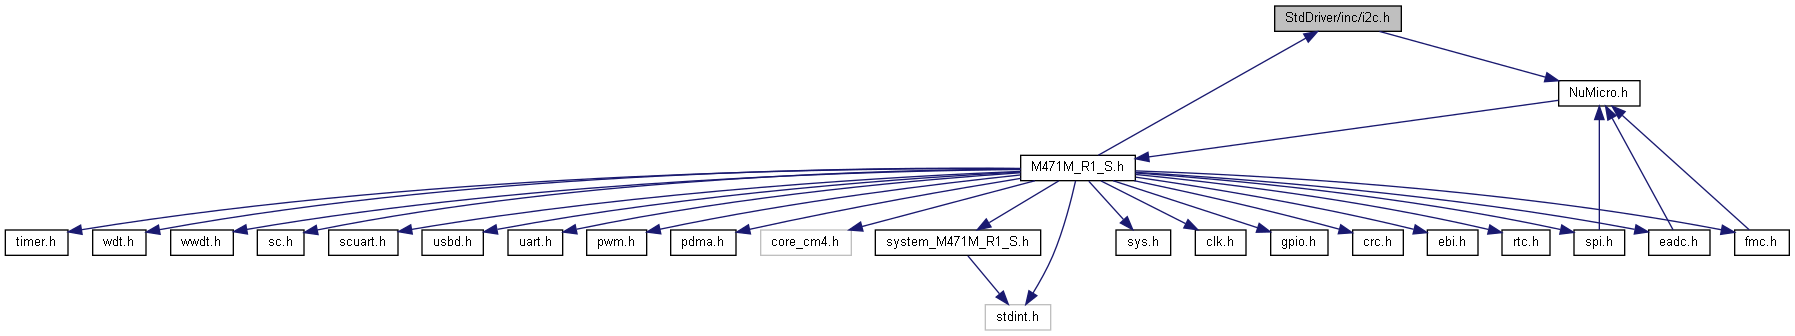 StdDriver/inc/i2c.h
NuMicro.h
M471M_R1_S.h
timer.h
wdt.h
wwdt.h
sc.h
scuart.h
usbd.h
uart.h
pwm.h
pdma.h
core_cm4.h
system_M471M_R1_S.h
sys.h
clk.h
gpio.h
crc.h
ebi.h
rtc.h
spi.h
eadc.h
fmc.h
stdint.h